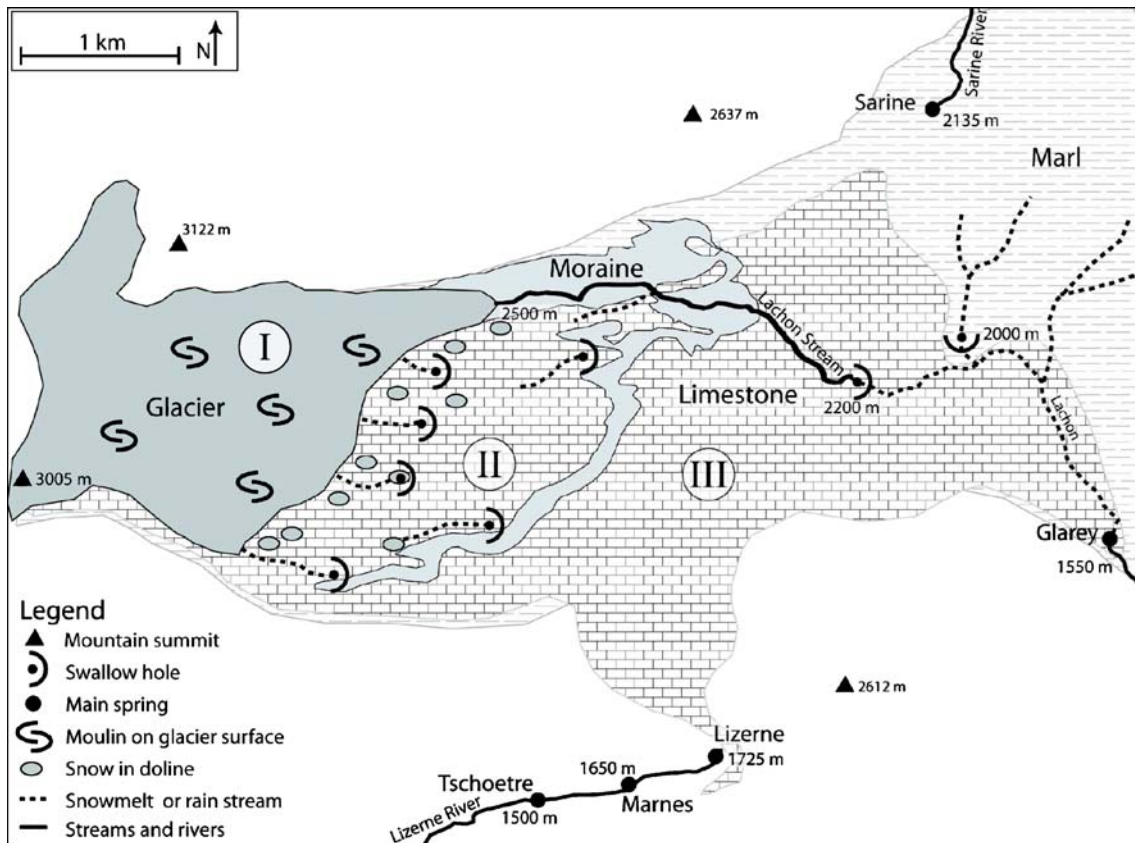 1 km
N
Sarine River
Sarine
2135 m
2637 m
Marl
3122 m
Moraine
2500 m
I
Lachon Stream
2000 m
Glacier
Limestone
2200 m
Lachon
II
III
3005 m
Glarey
1550 m
Legend
Mountain summit
Swallow hole
Main spring
Moulin on glacier surface
Snow in doline
Snowmelt or rain stream
Streams and rivers
2612 m
Lizerne
1725 m
1650 m
Marnes
Tschoetre
1500 m
Lizerne River